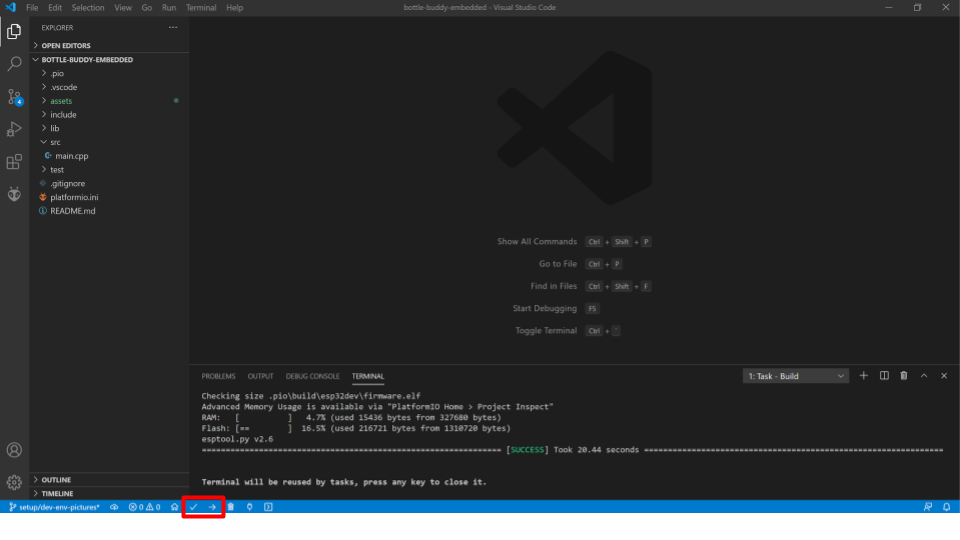 File Edit Selection View Go Run Terminal Help
bottle-buddy-embedded - Visual Studio Code
EXPLORER
OPEN EDITORS
BOTTLE-BUDDY-EMBEDDED
.pio
.vscode
assets
include
lib
src
main.cpp
test
.gitignore
platformio.ini
README.md
4
Show All Commands Ctrl + Shift + P
Go to File Ctrl + P
Find in Files Ctrl + Shift + F
Start Debugging F5
Toggle Terminal Ctrl + `
PROBLEMS OUTPUT DEBUG CONSOLE TERMINAL
1: Task - Build
Checking size .pio\build\esp32dev\firmware.elf
Advanced Memory Usage is available via "PlatformIO Home > Project Inspect"
RAM: [ ] 4.7% (used 15436 bytes from 327680 bytes)
Flash: [== ] 16.5% (used 216721 bytes from 1310720 bytes)
esptool.py v2.6
[SUCCESS] Took 20.44 seconds
Terminal will be reused by tasks, press any key to close it.
OUTLINE
TIMELINE
setup/dev-env-pictures* 0 0